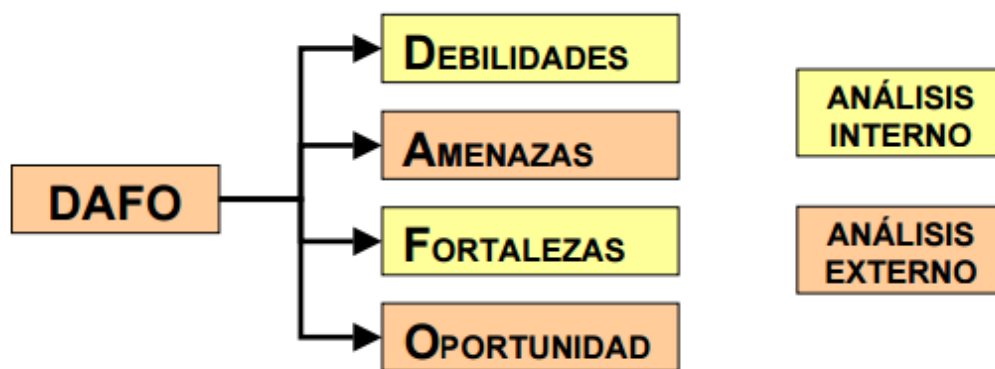 DEBILIDADES
ANÁLISIS
INTERNO
AMENAZAS
DAFO
FORTALEZAS
ANÁLISIS
EXTERNO
OPORTUNIDAD